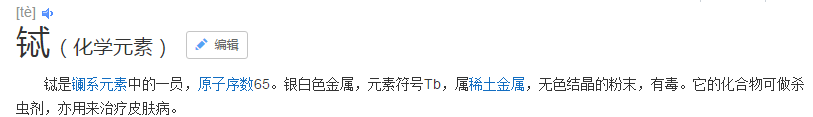 [tè]
铽（化学元素） 编辑
铽是镧系元素中的一员，原子序数65。银白色金属，元素符号Tb，属稀土金属，无色结晶的粉末，有毒。它的化合物可做杀
虫剂，亦用来治疗皮肤病。